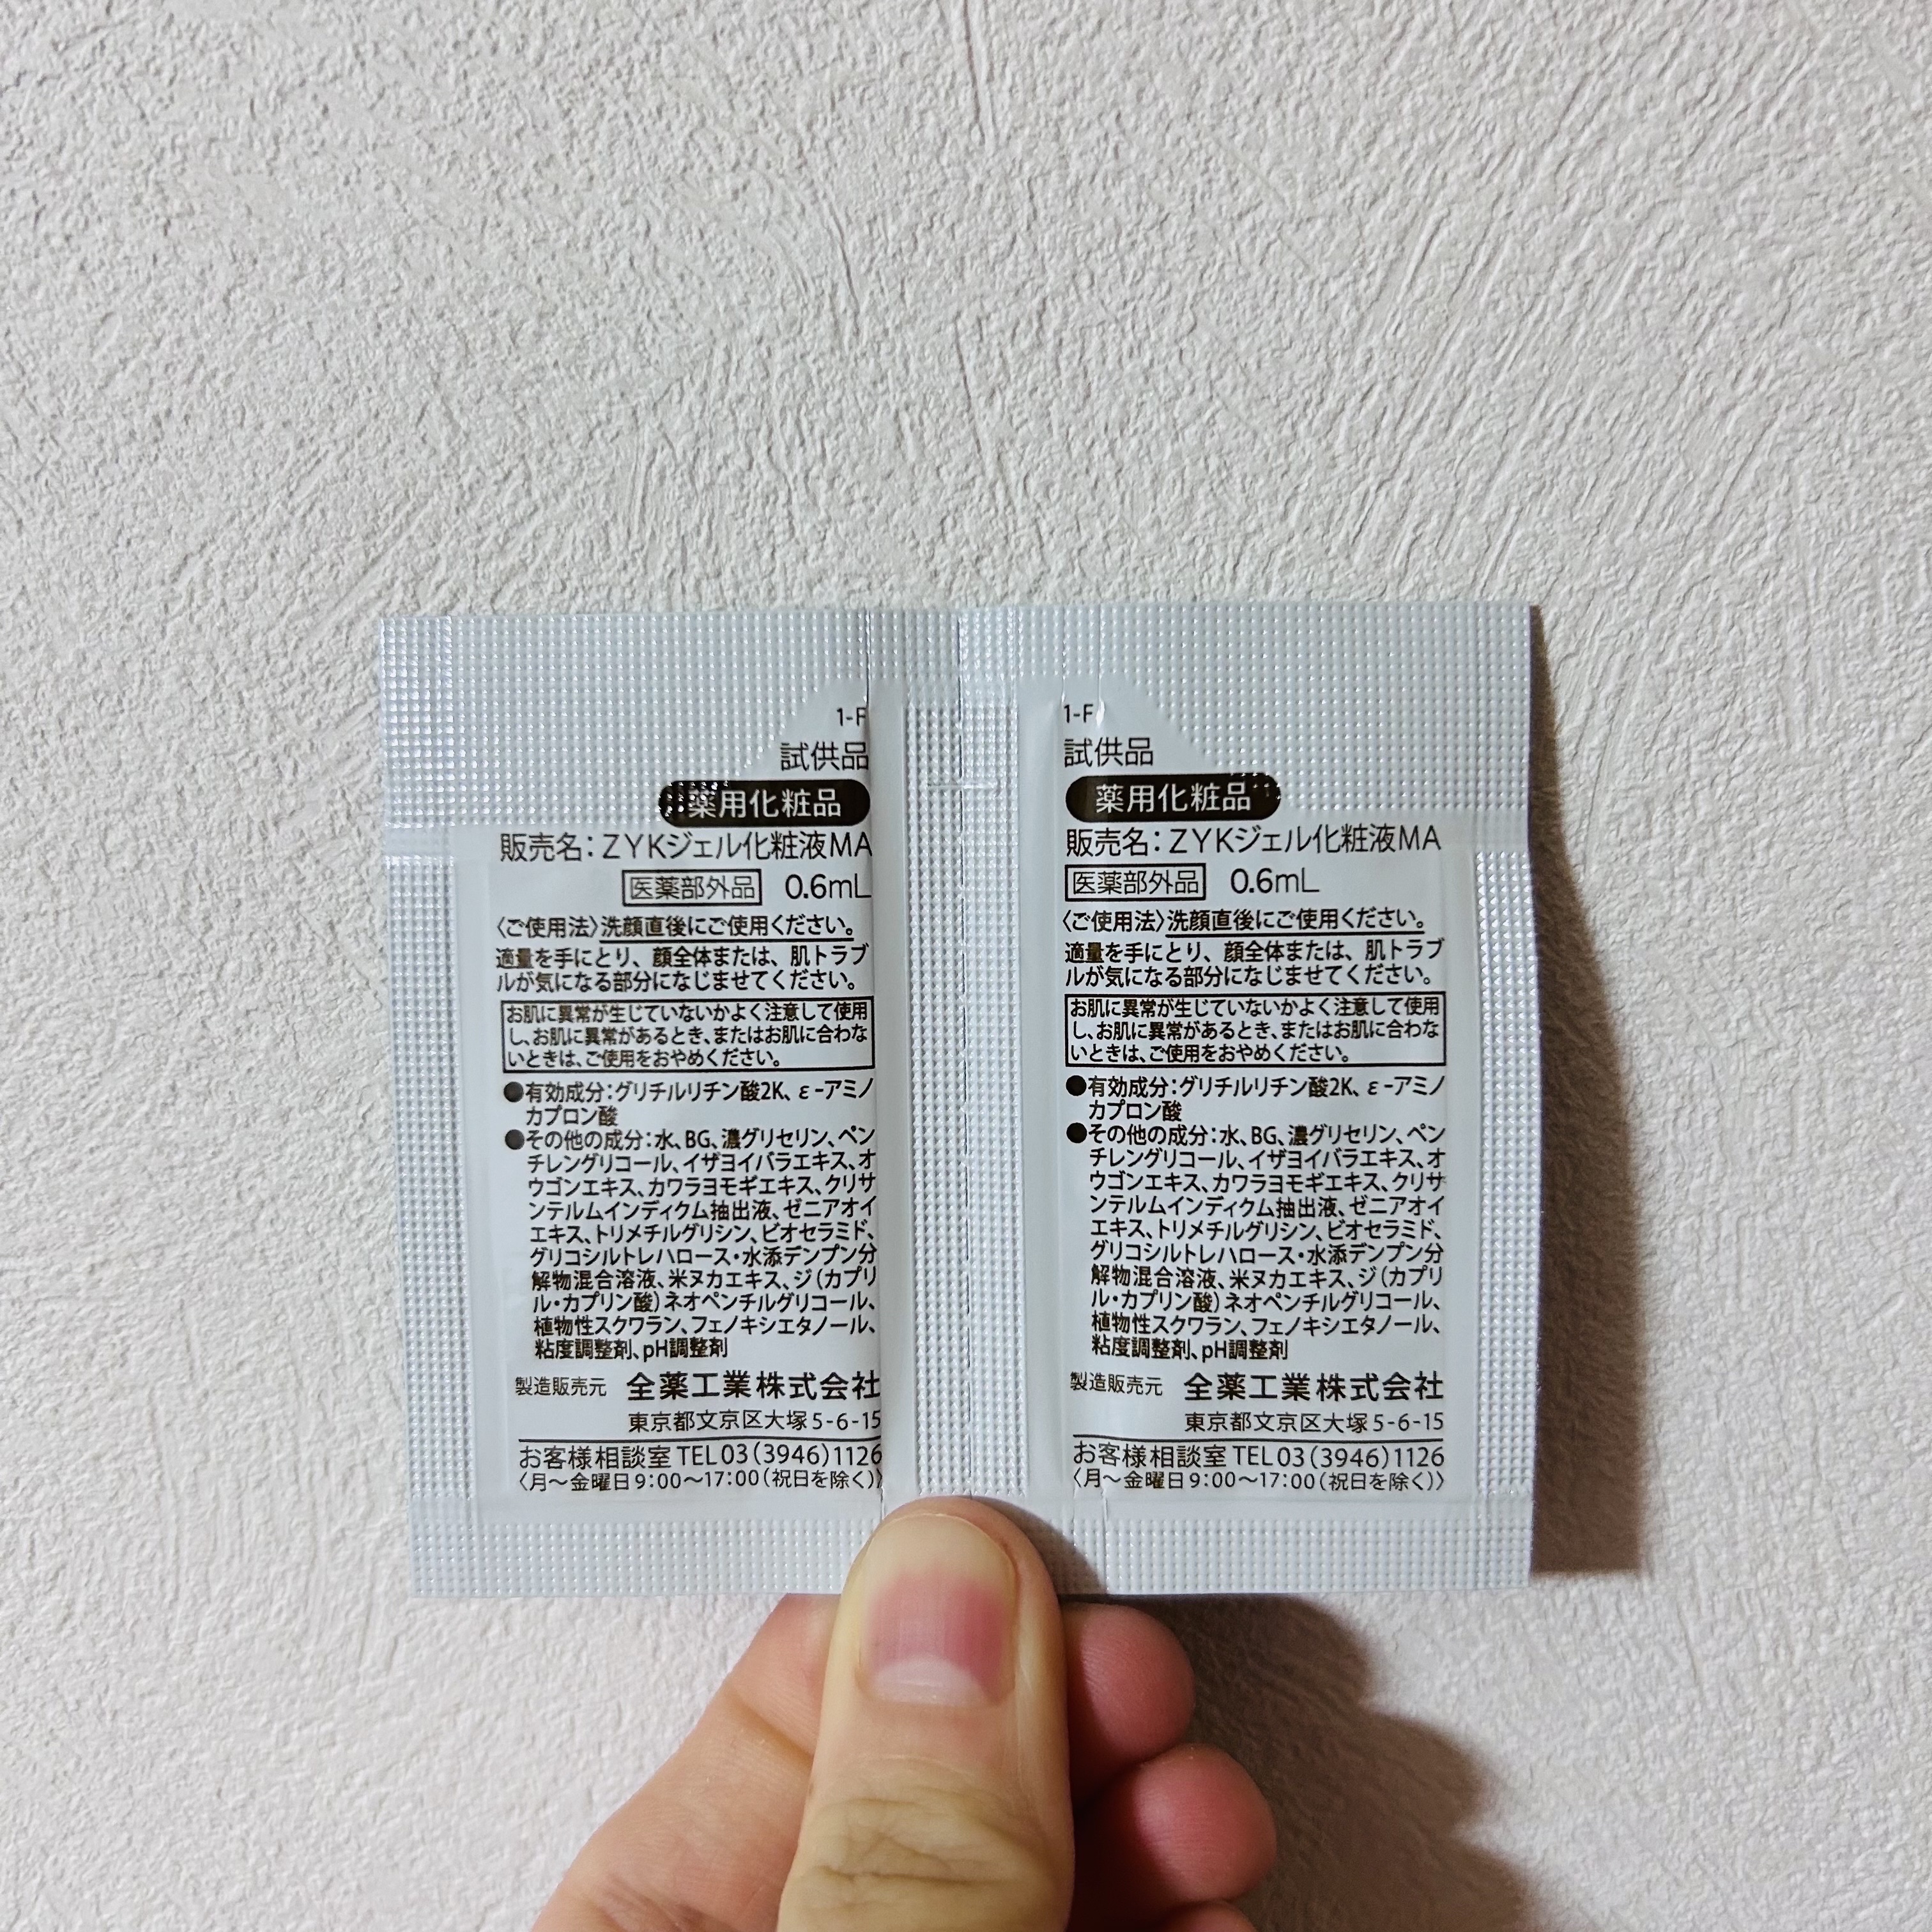 1-F
試供品
薬用化粧品
販売名：ZYKジェル化粧液MA
医薬部外品 0.6mL
〈ご使用法〉洗顔直後にご使用ください。
適量を手にとり、顔全体または、肌トラブ
ルが気になる部分になじませてください。
お肌に異常が生じていないかよく注意して使用
し、お肌に異常があるとき、またはお肌に合わな
いときは、ご使用をおやめください。
●有効成分：グリチルリチン酸2K、ε-アミノ
カプロン酸
●その他の成分：水、BG、濃グリセリン、ペン
チレングリコール、イザヨイバラエキス、オ
ウゴンエキス、カワラヨモギエキス、クリサ
ンテルムインディクム抽出液、ゼニアオイ
エキス、トリメチルグリシン、ビオセラミド、
グリコシルトレハロース・水添デンプン分
解物混合溶液、米ヌカエキス、ジ（カプリ
ル・カプリン酸）ネオペンチルグリコール、
植物性スクワラン、フェノキシエタノール、
粘度調整剤、pH調整剤
製造販売元 全薬工業株式会社
東京都文京区大塚5-6-15
お客様相談室 TEL03(3946)1126
〈月〜金曜日9:00〜17:00(祝日を除く)〉
1-F
試供品
薬用化粧品
販売名：ZYKジェル化粧液MA
医薬部外品 0.6mL
〈ご使用法〉洗顔直後にご使用ください。
適量を手にとり、顔全体または、肌トラブ
ルが気になる部分になじませてください。
お肌に異常が生じていないかよく注意して使用
し、お肌に異常があるとき、またはお肌に合わな
いときは、ご使用をおやめください。
●有効成分：グリチルリチン酸2K、ε-アミノ
カプロン酸
●その他の成分：水、BG、濃グリセリン、ペン
チレングリコール、イザヨイバラエキス、オ
ウゴンエキス、カワラヨモギエキス、クリサ
ンテルムインディクム抽出液、ゼニアオイ
エキス、トリメチルグリシン、ビオセラミド、
グリコシルトレハロース・水添デンプン分
解物混合溶液、米ヌカエキス、ジ（カプリ
ル・カプリン酸）ネオペンチルグリコール、
植物性スクワラン、フェノキシエタノール、
粘度調整剤、pH調整剤
製造販売元 全薬工業株式会社
東京都文京区大塚5-6-15
お客様相談室 TEL03(3946)1126
〈月〜金曜日9:00〜17:00(祝日を除く)〉